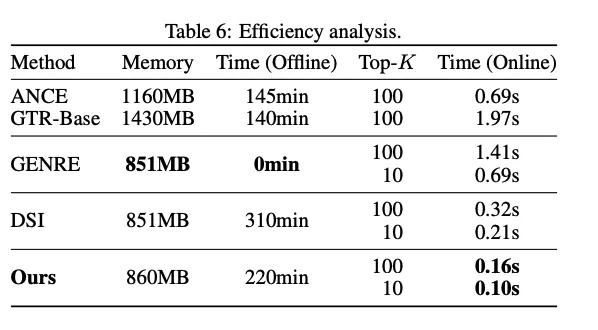 Table 6: Efficiency analysis.
Method Memory Time (Offline) Top-K Time (Online)
ANCE 1160MB 145min 100 0.69s
GTR-Base 1430MB 140min 100 1.97s
GENRE 851MB 0min 100 1.41s
10 0.69s
DSI 851MB 310min 100 0.32s
10 0.21s
Ours 860MB 220min 100 0.16s
10 0.10s